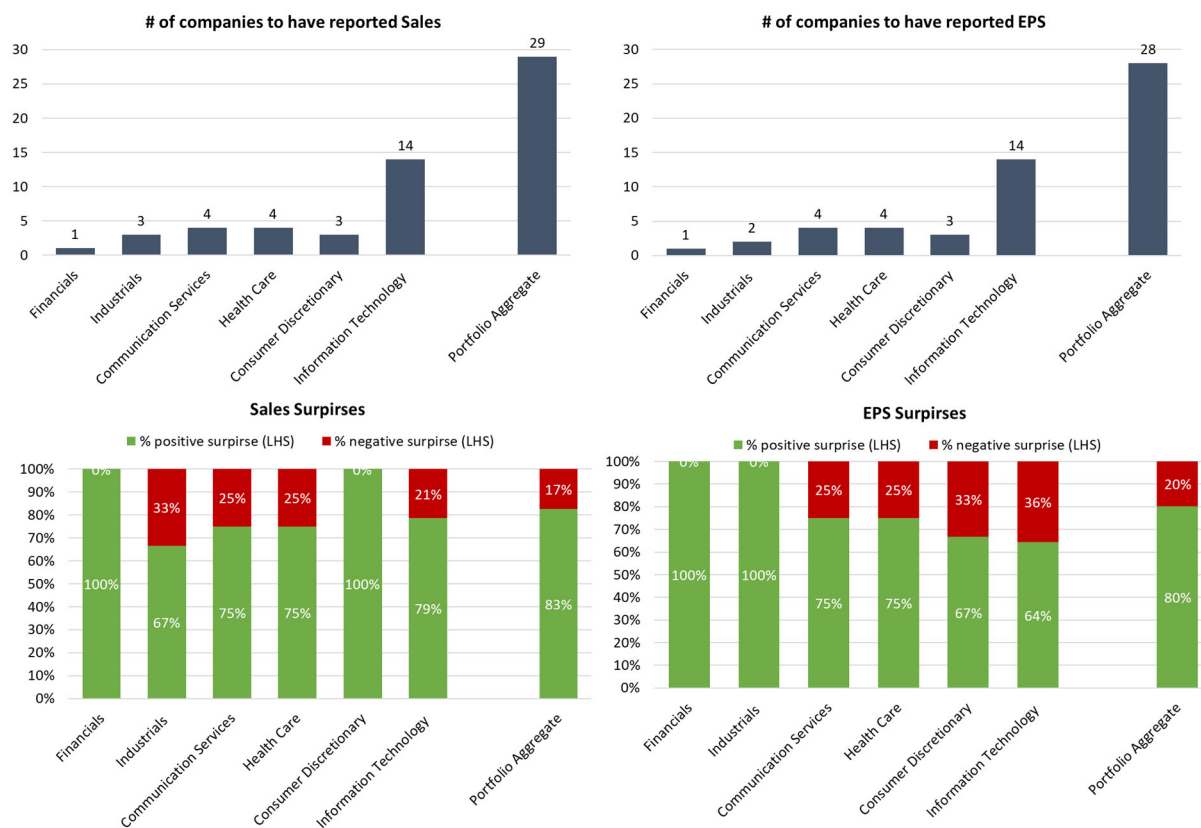 # of companies to have reported Sales
30
25
20
15
10
5
0
1
3
4
4
3
14
29
Financials
Industrials
Communication Services
Health Care
Consumer Discretionary
Information Technology
Portfolio Aggregate
# of companies to have reported EPS
30
25
20
15
10
5
0
1
2
4
4
3
14
28
Financials
Industrials
Communication Services
Health Care
Consumer Discretionary
Information Technology
Portfolio Aggregate
Sales Surpirses
% positive surpirse (LHS) % negative surpirse (LHS)
100%
90%
80%
70%
60%
50%
40%
30%
20%
10%
0%
0%
33%
25%
25%
0%
21%
17%
100%
67%
75%
75%
100%
79%
83%
Financials
Industrials
Communication Services
Health Care
Consumer Discretionary
Information Technology
Portfolio Aggregate
EPS Surpirses
% positive surprise (LHS) % negative surprise (LHS)
100%
90%
80%
70%
60%
50%
40%
30%
20%
10%
0%
0%
0%
25%
25%
33%
36%
20%
100%
100%
75%
75%
67%
64%
80%
Financials
Industrials
Communication Services
Health Care
Consumer Discretionary
Information Technology
Portfolio Aggregate